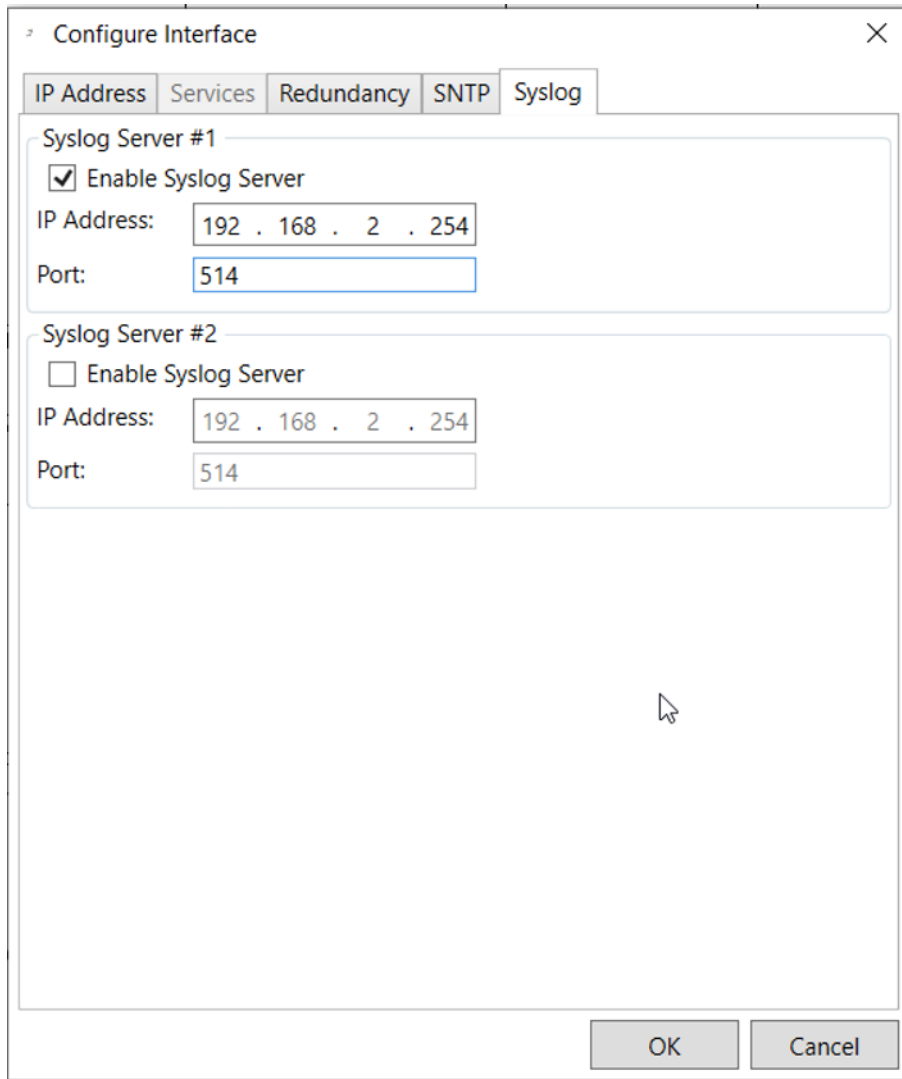 Configure Interface
IP Address Services Redundancy SNTP Syslog
Syslog Server #1
Enable Syslog Server
IP Address: 192 . 168 . 2 . 254
Port: 514
Syslog Server #2
Enable Syslog Server
IP Address: 192 . 168 . 2 . 254
Port: 514
OK Cancel